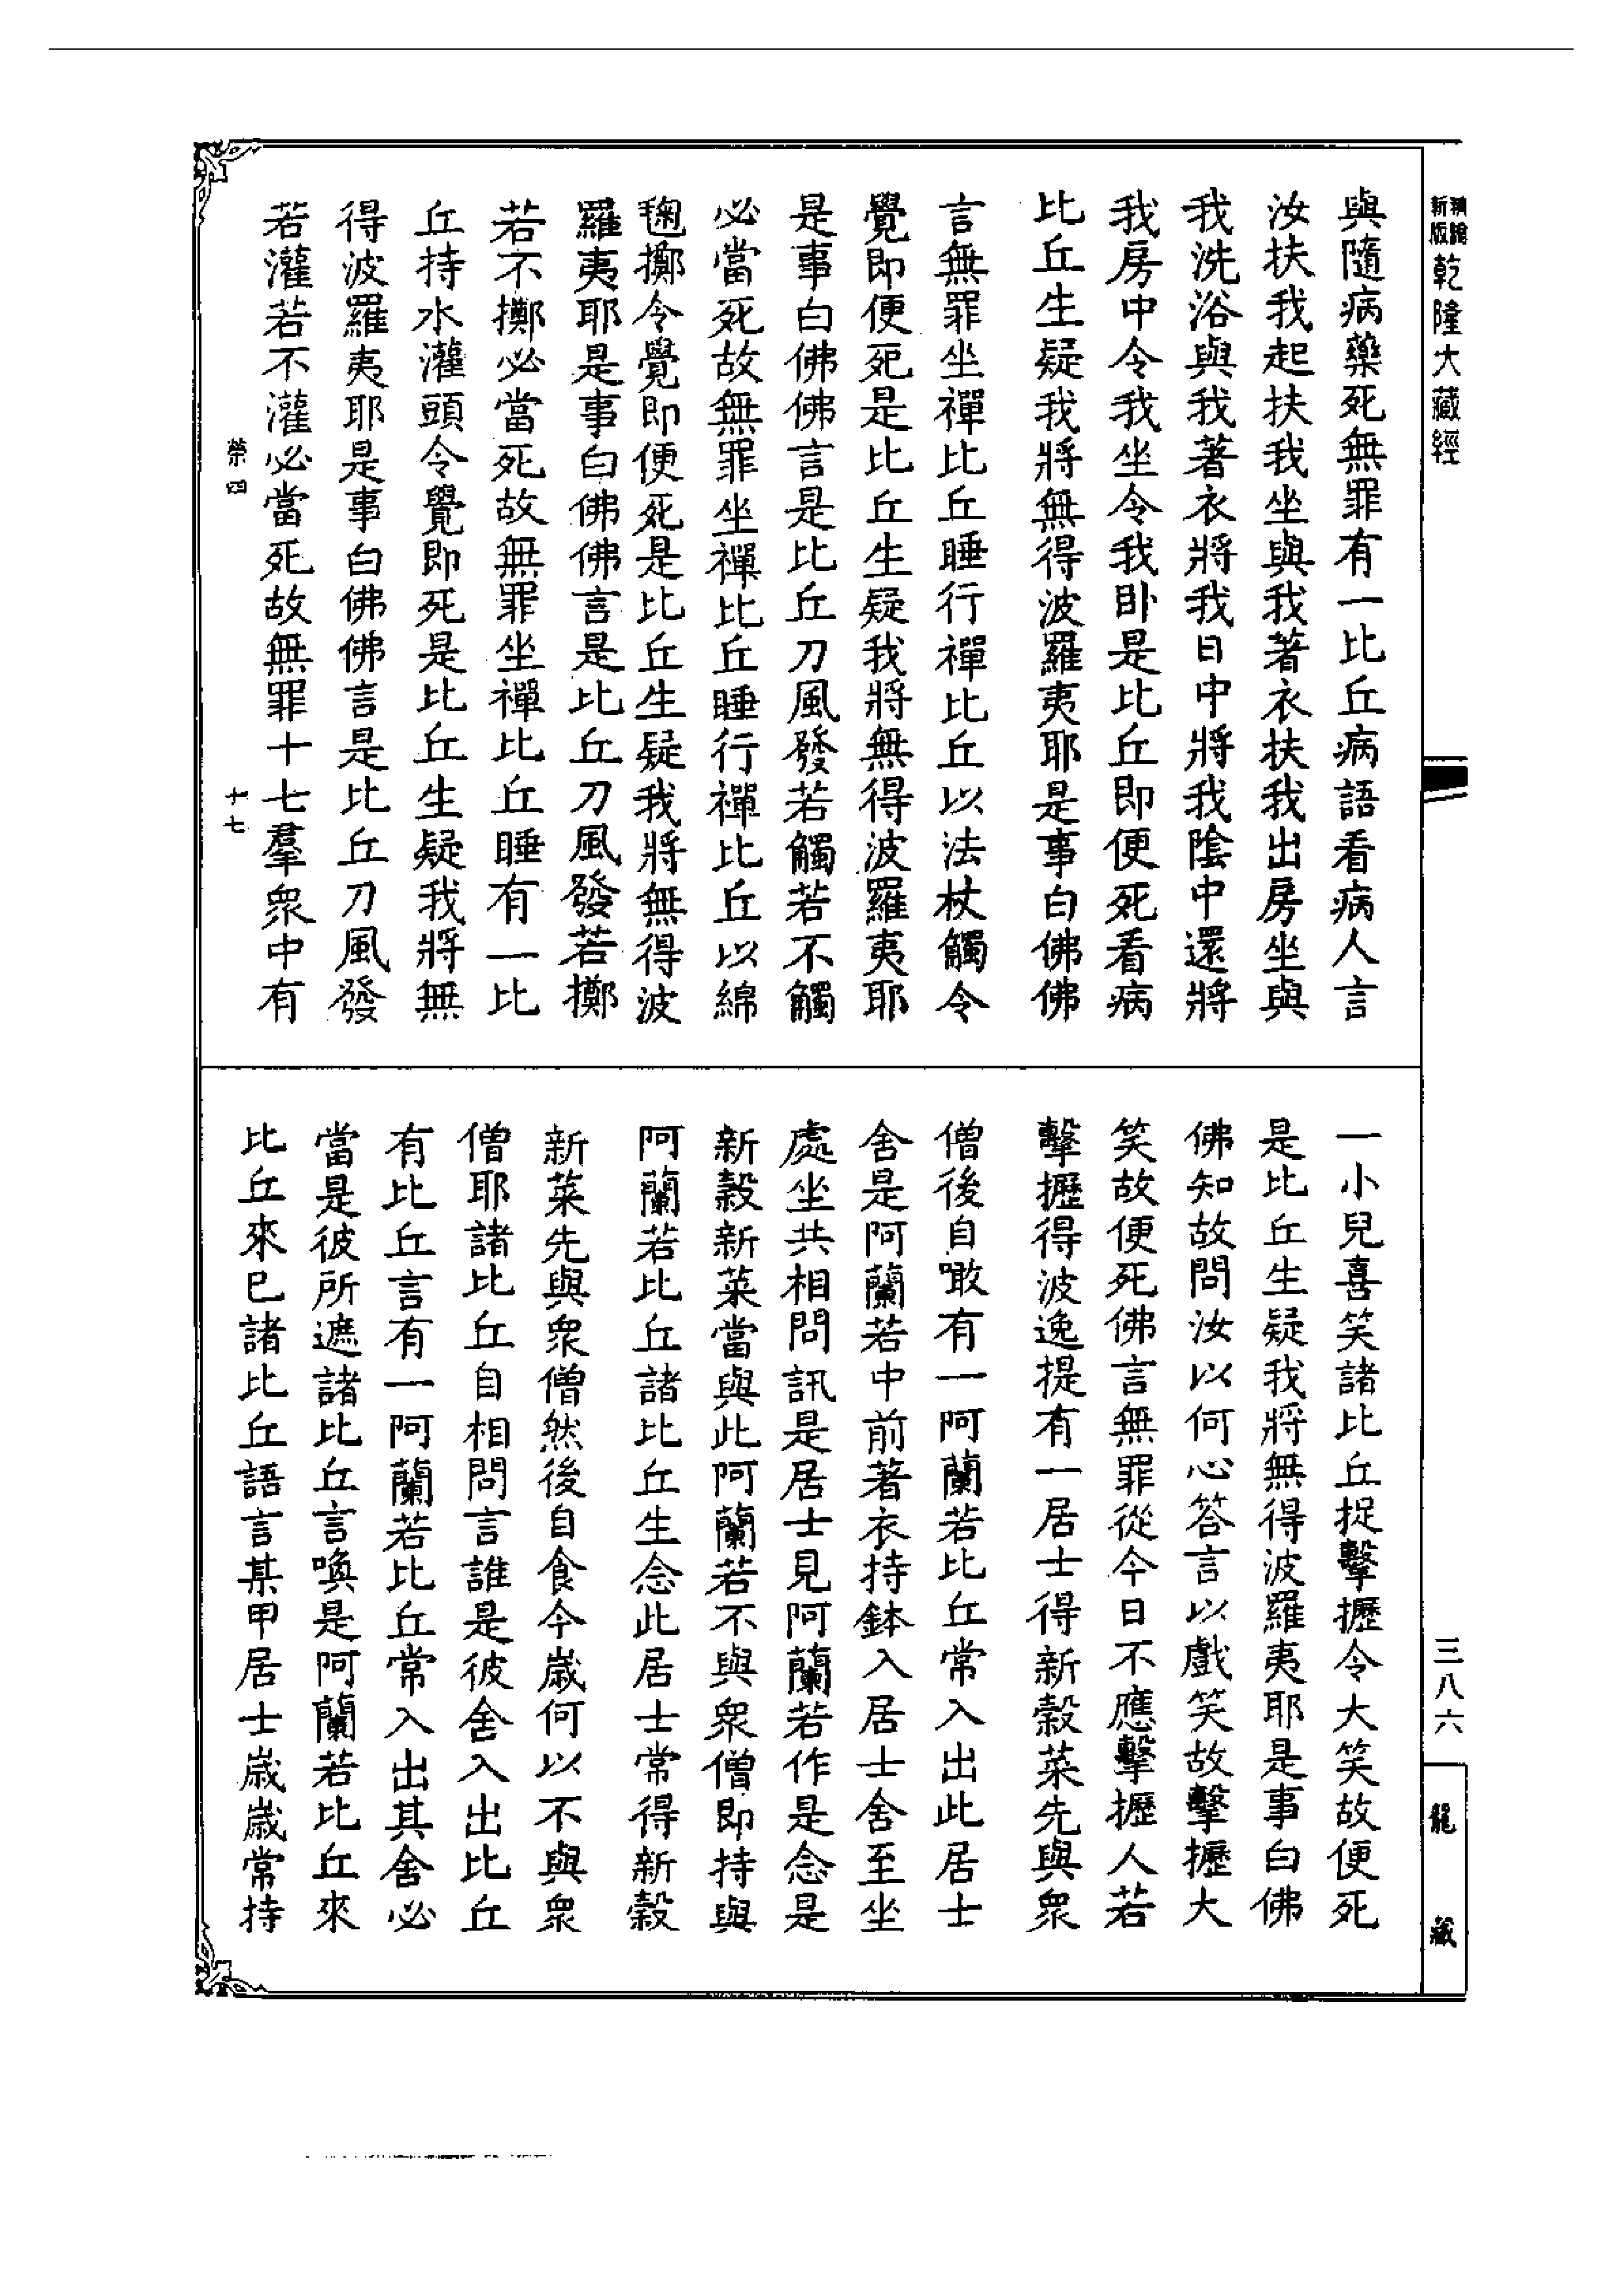 新版
乾隆大藏經
與隨病藥死無罪有一比丘病語看病人言
汝扶我起扶我坐與我著衣扶我出房坐與
我洗浴與我著衣將我日中將我陰中還將
我房中令我坐令我卧是比丘即便死看病
比丘生疑我將無得波羅夷耶是事白佛佛
言無罪坐禪比丘睡行禪比丘以法杖觸令
覺即便死是比丘生疑我將無得波羅夷耶
是事白佛佛言是比丘刀風發若觸若不觸
必當死故無罪坐禪比丘睡行禪比丘以綿
毱擲令覺即便死是比丘生疑我將無得波
羅夷耶是事白佛佛言是比丘刀風發若擲
若不擲必當死故無罪坐禪比丘睡有一比
丘持水灌頭令覺即死是比丘生疑我將無
得波羅夷耶是事白佛佛言是比丘刀風發
若灌若不灌必當死故無罪十七羣衆中有
榮四 十七
一小兒喜笑諸比丘捉擊攊令大笑故便死
是比丘生疑我將無得波羅夷耶是事白佛
佛知故問汝以何心答言以戲笑故擊攊大
笑故便死佛言無罪從今日不應擊攊人若
擊攊得波逸提有一居士得新穀菜先與衆
僧後自噉有一阿蘭若比丘常入出此居士
舍是阿蘭若中前著衣持鉢入居士舍至坐
處坐共相問訊是居士見阿蘭若作是念是
新穀新菜當與此阿蘭若不與衆僧即持與
阿蘭若比丘諸比丘生念此居士常得新穀
新菜先與衆僧然後自食今歲何以不與衆
僧耶諸比丘自相問言誰是彼舍入出比丘
有比丘言有一阿蘭若比丘常入出其舍必
當是彼所遮諸比丘言喚是阿蘭若比丘來
比丘來已諸比丘語言某甲居士歲歲常持
三八六
龍藏